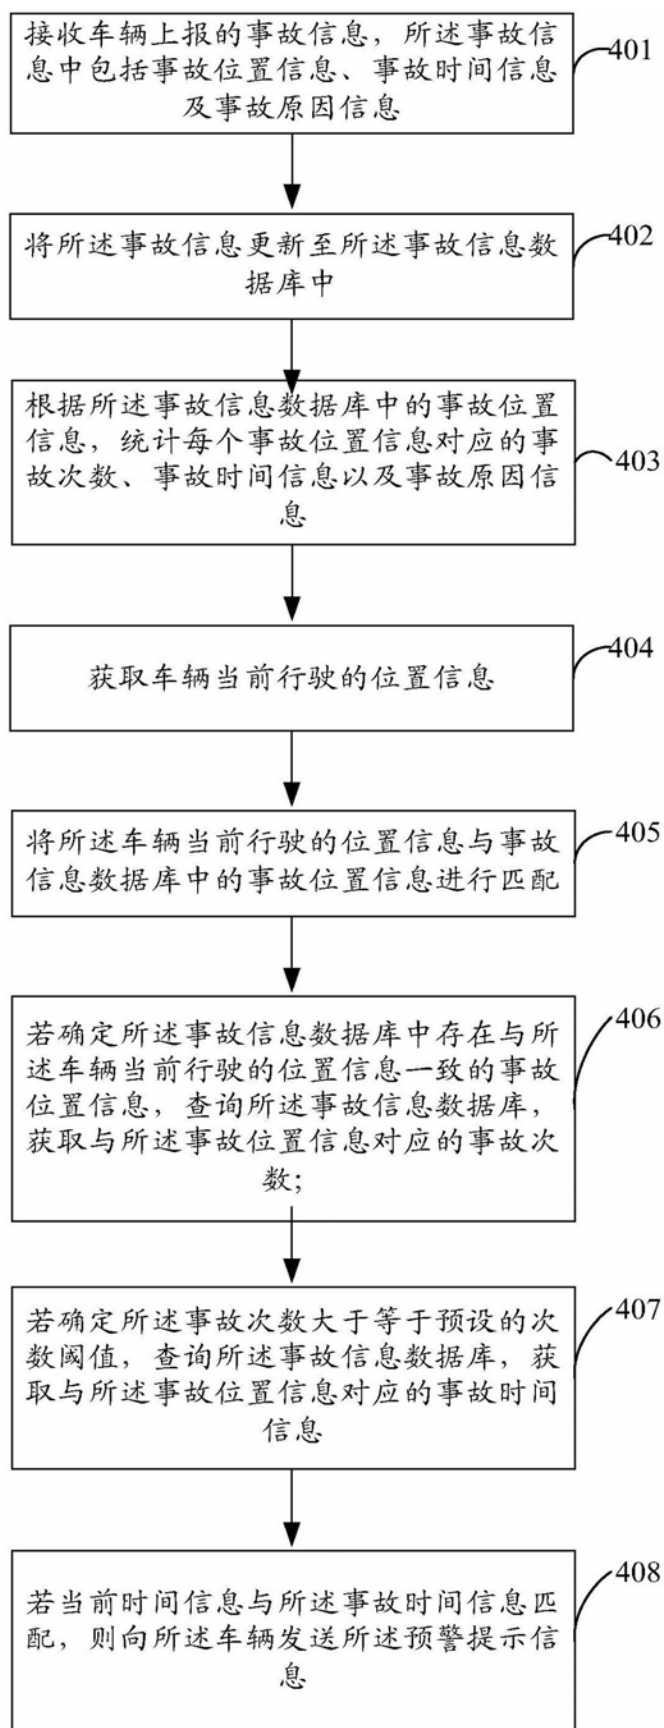 接收车辆上报的事故信息，所述事故信
息中包括事故位置信息、事故时间信息
及事故原因信息
401
将所述事故信息更新至所述事故信息数
据库中
402
根据所述事故信息数据库中的事故位置
信息，统计每个事故位置信息对应的事
故次数、事故时间信息以及事故原因信
息
403
获取车辆当前行驶的位置信息
404
将所述车辆当前行驶的位置信息与事故
信息数据库中的事故位置信息进行匹配
405
若确定所述事故信息数据库中存在与所
述车辆当前行驶的位置信息一致的事故
位置信息，查询所述事故信息数据库，
获取与所述事故位置信息对应的事故次
数；
406
若确定所述事故次数大于等于预设的次
数阈值，查询所述事故信息数据库，获
取与所述事故位置信息对应的事故时间
信息
407
若当前时间信息与所述事故时间信息匹
配，则向所述车辆发送所述预警提示信
息
408